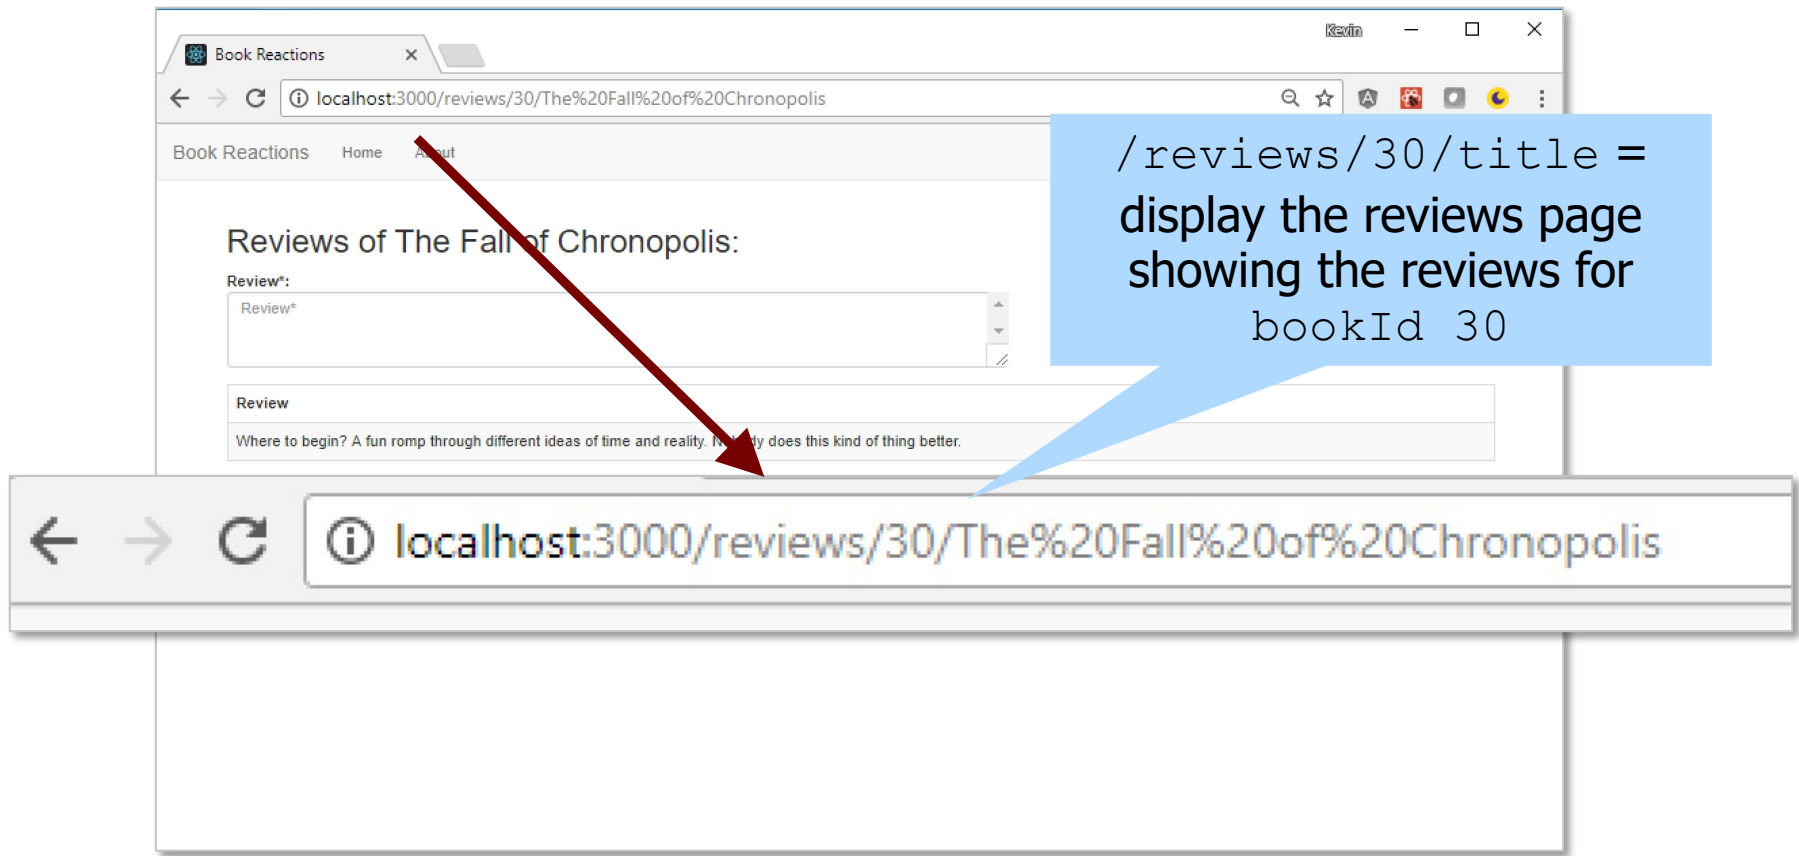 Kevin
Book Reactions
localhost:3000/reviews/30/The%20Fall%20of%20Chronopolis
Book Reactions Home About
/reviews/30/title =
display the reviews page
showing the reviews for
bookId 30
Reviews of The Fall of Chronopolis:
Review*:
Review*
Review
Where to begin? A fun romp through different ideas of time and reality. Nobody does this kind of thing better.
localhost:3000/reviews/30/The%20Fall%20of%20Chronopolis